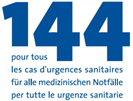 144
pour tous
les cas d'urgences sanitaires
für alle medizinischen Notfälle
per tutte le urgenze sanitarie